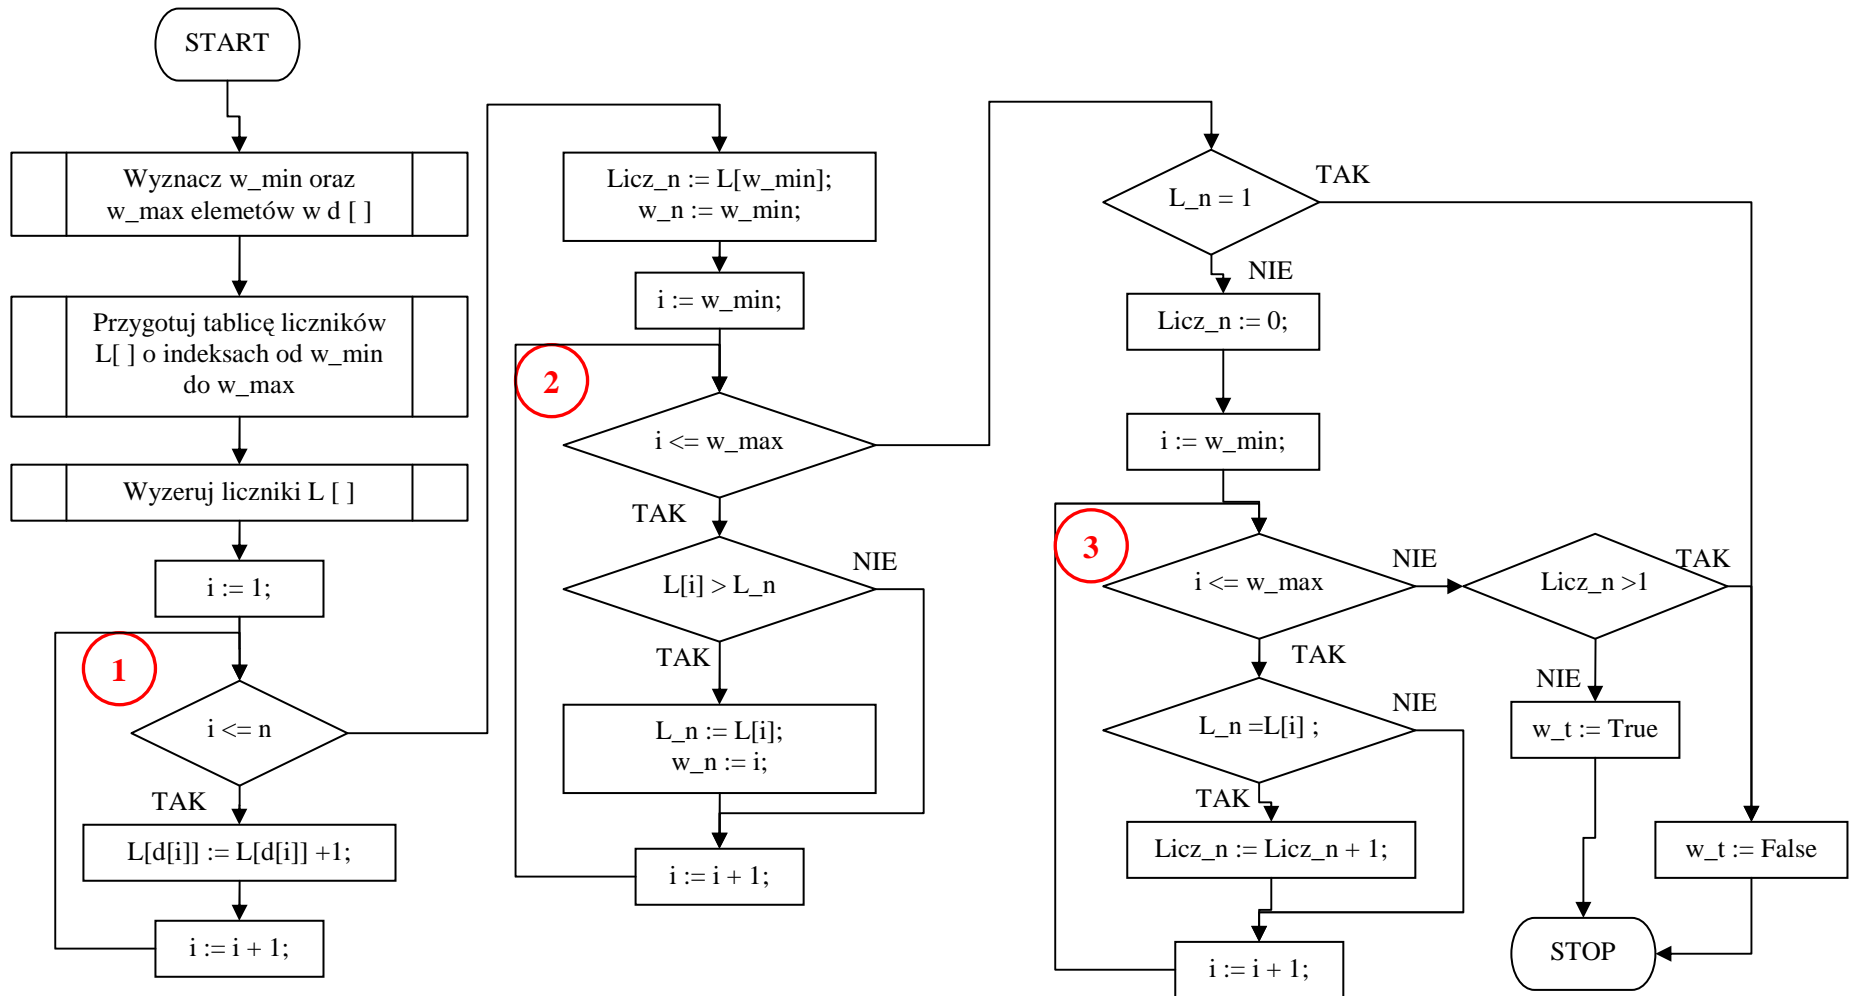 START
Wyznacz w_min oraz
w_max elemetów w d [ ]
Przygotuj tablicę liczników
L[ ] o indeksach od w_min
do w_max
Wyzeruj liczniki L [ ]
i := 1;
1
i <= n
TAK
L[d[i]] := L[d[i]] +1;
i := i + 1;
Licz_n := L[w_min];
w_n := w_min;
i := w_min;
2
i <= w_max
TAK
L[i] > L_n
NIE
TAK
L_n := L[i];
w_n := i;
i := i + 1;
L_n = 1
TAK
NIE
Licz_n := 0;
i := w_min;
3
i <= w_max
NIE
Licz_n >1
TAK
TAK
NIE
L_n =L[i] ;
NIE
w_t := True
TAK
Licz_n := Licz_n + 1;
w_t := False
i := i + 1;
STOP